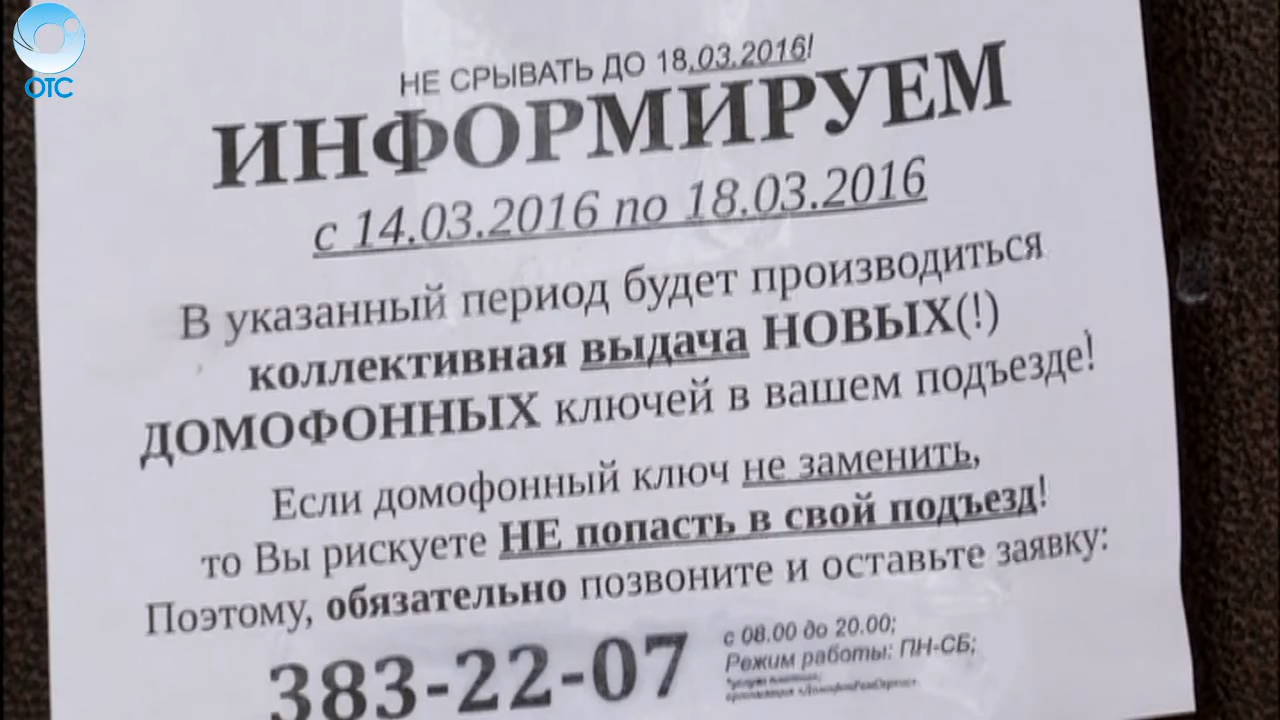 ОТС
НЕ СРЫВАТЬ ДО 18.03.2016!
ИНФОРМИРУЕМ
с 14.03.2016 по 18.03.2016
В указанный период будет производиться
коллективная выдача НОВЫХ(!)
ДОМОФОННЫХ ключей в вашем подъезде!
Если домофонный ключ не заменить,
то Вы рискуете НЕ попасть в свой подъезд!
Поэтому, обязательно позвоните и оставьте заявку:
383-22-07
с 08.00 до 20.00;
Режим работы: ПН-СБ;